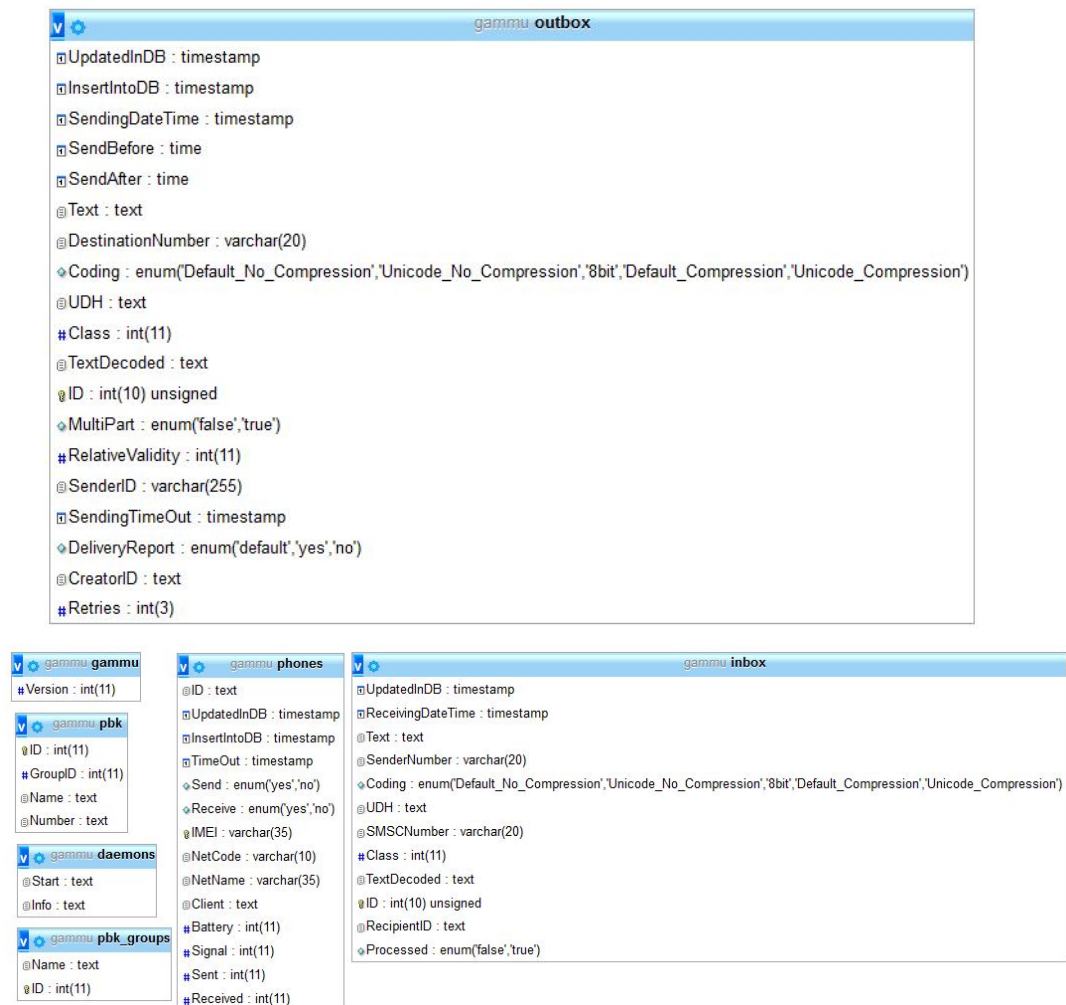 gammu outbox
UpdatedInDB : timestamp
InsertIntoDB : timestamp
SendingDateTime : timestamp
SendBefore : time
SendAfter : time
Text : text
DestinationNumber : varchar(20)
Coding : enum('Default_No_Compression','Unicode_No_Compression','8bit','Default_Compression','Unicode_Compression')
UDH : text
#Class : int(11)
TextDecoded : text
ID : int(10) unsigned
MultiPart : enum('false','true')
#RelativeValidity : int(11)
SenderID : varchar(255)
SendingTimeOut : timestamp
DeliveryReport : enum('default','yes','no')
CreatorID : text
#Retries : int(3)
gammu gammu
#Version : int(11)
gammu pbk
ID : int(11)
#GroupID : int(11)
Name : text
Number : text
gammu daemons
Start : text
Info : text
gammu pbk_groups
Name : text
ID : int(11)
gammu phones
ID : text
UpdatedInDB : timestamp
InsertIntoDB : timestamp
TimeOut : timestamp
Send : enum('yes','no')
Receive : enum('yes','no')
IMEI : varchar(35)
NetCode : varchar(10)
NetName : varchar(35)
Client : text
#Battery : int(11)
#Signal : int(11)
#Sent : int(11)
#Received : int(11)
gammu inbox
UpdatedInDB : timestamp
ReceivingDateTime : timestamp
Text : text
SenderNumber : varchar(20)
Coding : enum('Default_No_Compression','Unicode_No_Compression','8bit','Default_Compression','Unicode_Compression')
UDH : text
SMSCNumber : varchar(20)
#Class : int(11)
TextDecoded : text
ID : int(10) unsigned
RecipientID : text
Processed : enum('false','true')